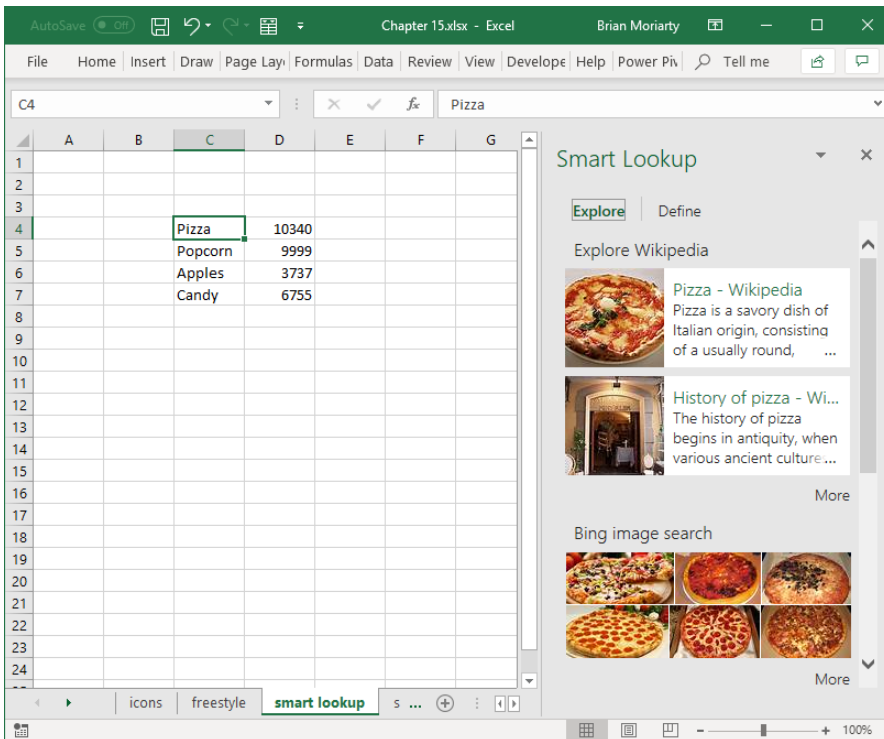 AutoSave Off Chapter 15.xlsx - Excel Brian Moriarty
File Home Insert Draw Page Lay Formulas Data Review View Develope Help Power Piv Tell me
C4 fx Pizza
A B C D E F G
1
2
3
4 Pizza 10340
5 Popcorn 9999
6 Apples 3737
7 Candy 6755
8
9
10
11
12
13
14
15
16
17
18
19
20
21
22
23
24
Smart Lookup
Explore Define
Explore Wikipedia
Pizza - Wikipedia
Pizza is a savory dish of
Italian origin, consisting
of a usually round, ...
History of pizza - Wi...
The history of pizza
begins in antiquity, when
various ancient culture...
More
Bing image search
More
icons freestyle smart lookup s ...
100%